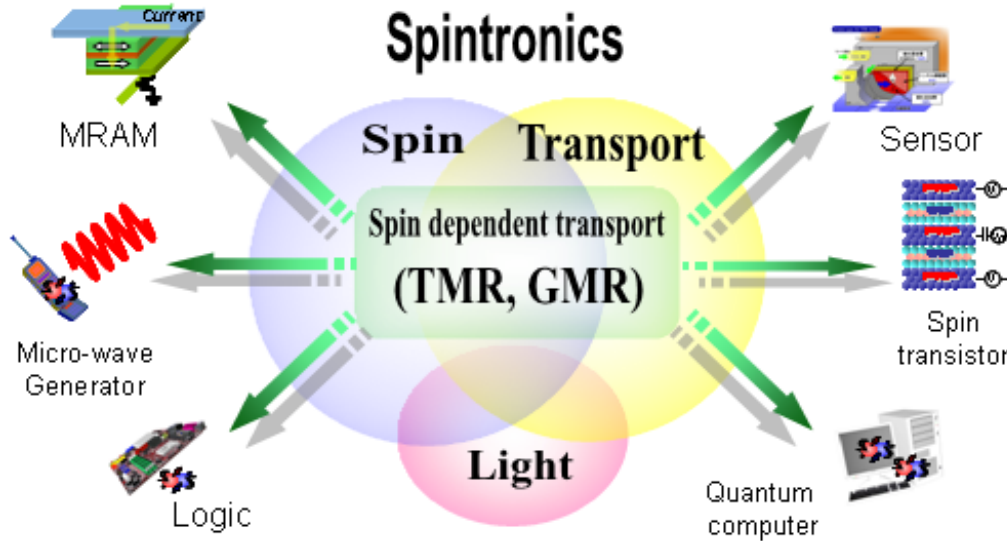 Spintronics
Current
MRAM
Sensor
Spin
Transport
Spin dependent transport
(TMR, GMR)
Micro-wave
Generator
Spin
transistor
Light
Logic
Quantum
computer